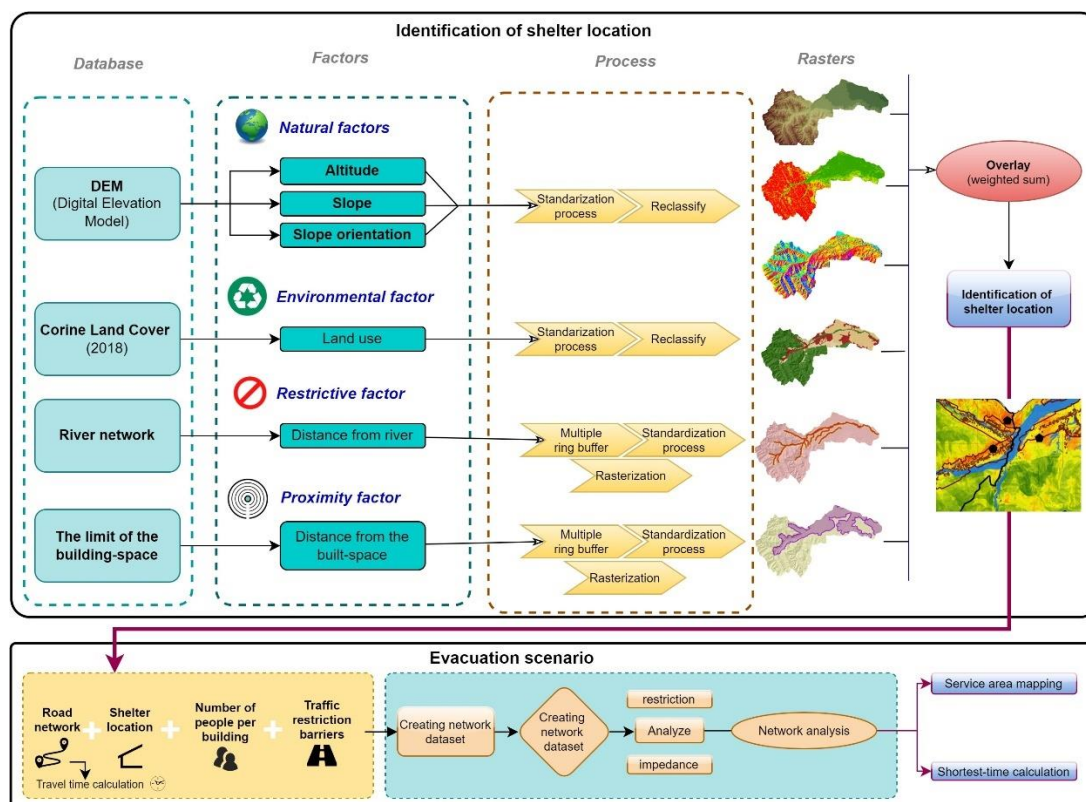 Identification of shelter location
Database
Factors
Process
Rasters
Natural factors
DEM
(Digital Elevation
Model)
Altitude
Slope
Slope orientation
Standarization
process
Reclassify
Overlay
(weighted sum)
Identification of
shelter location
Environmental factor
Corine Land Cover
(2018)
Land use
Standarization
process
Reclassify
Restrictive factor
River network
Distance from river
Multiple
ring buffer
Standardization
process
Rasterization
Proximity factor
The limit of the
building-space
Distance from the
built-space
Multiple
ring buffer
Standardization
process
Rasterization
Evacuation scenario
Road
network
Shelter
location
Number of
people per
building
Traffic
restriction
barriers
Travel time calculation
Creating network
dataset
Creating
network
dataset
restriction
Analyze
impedance
Network analysis
Service area mapping
Shortest-time calculation